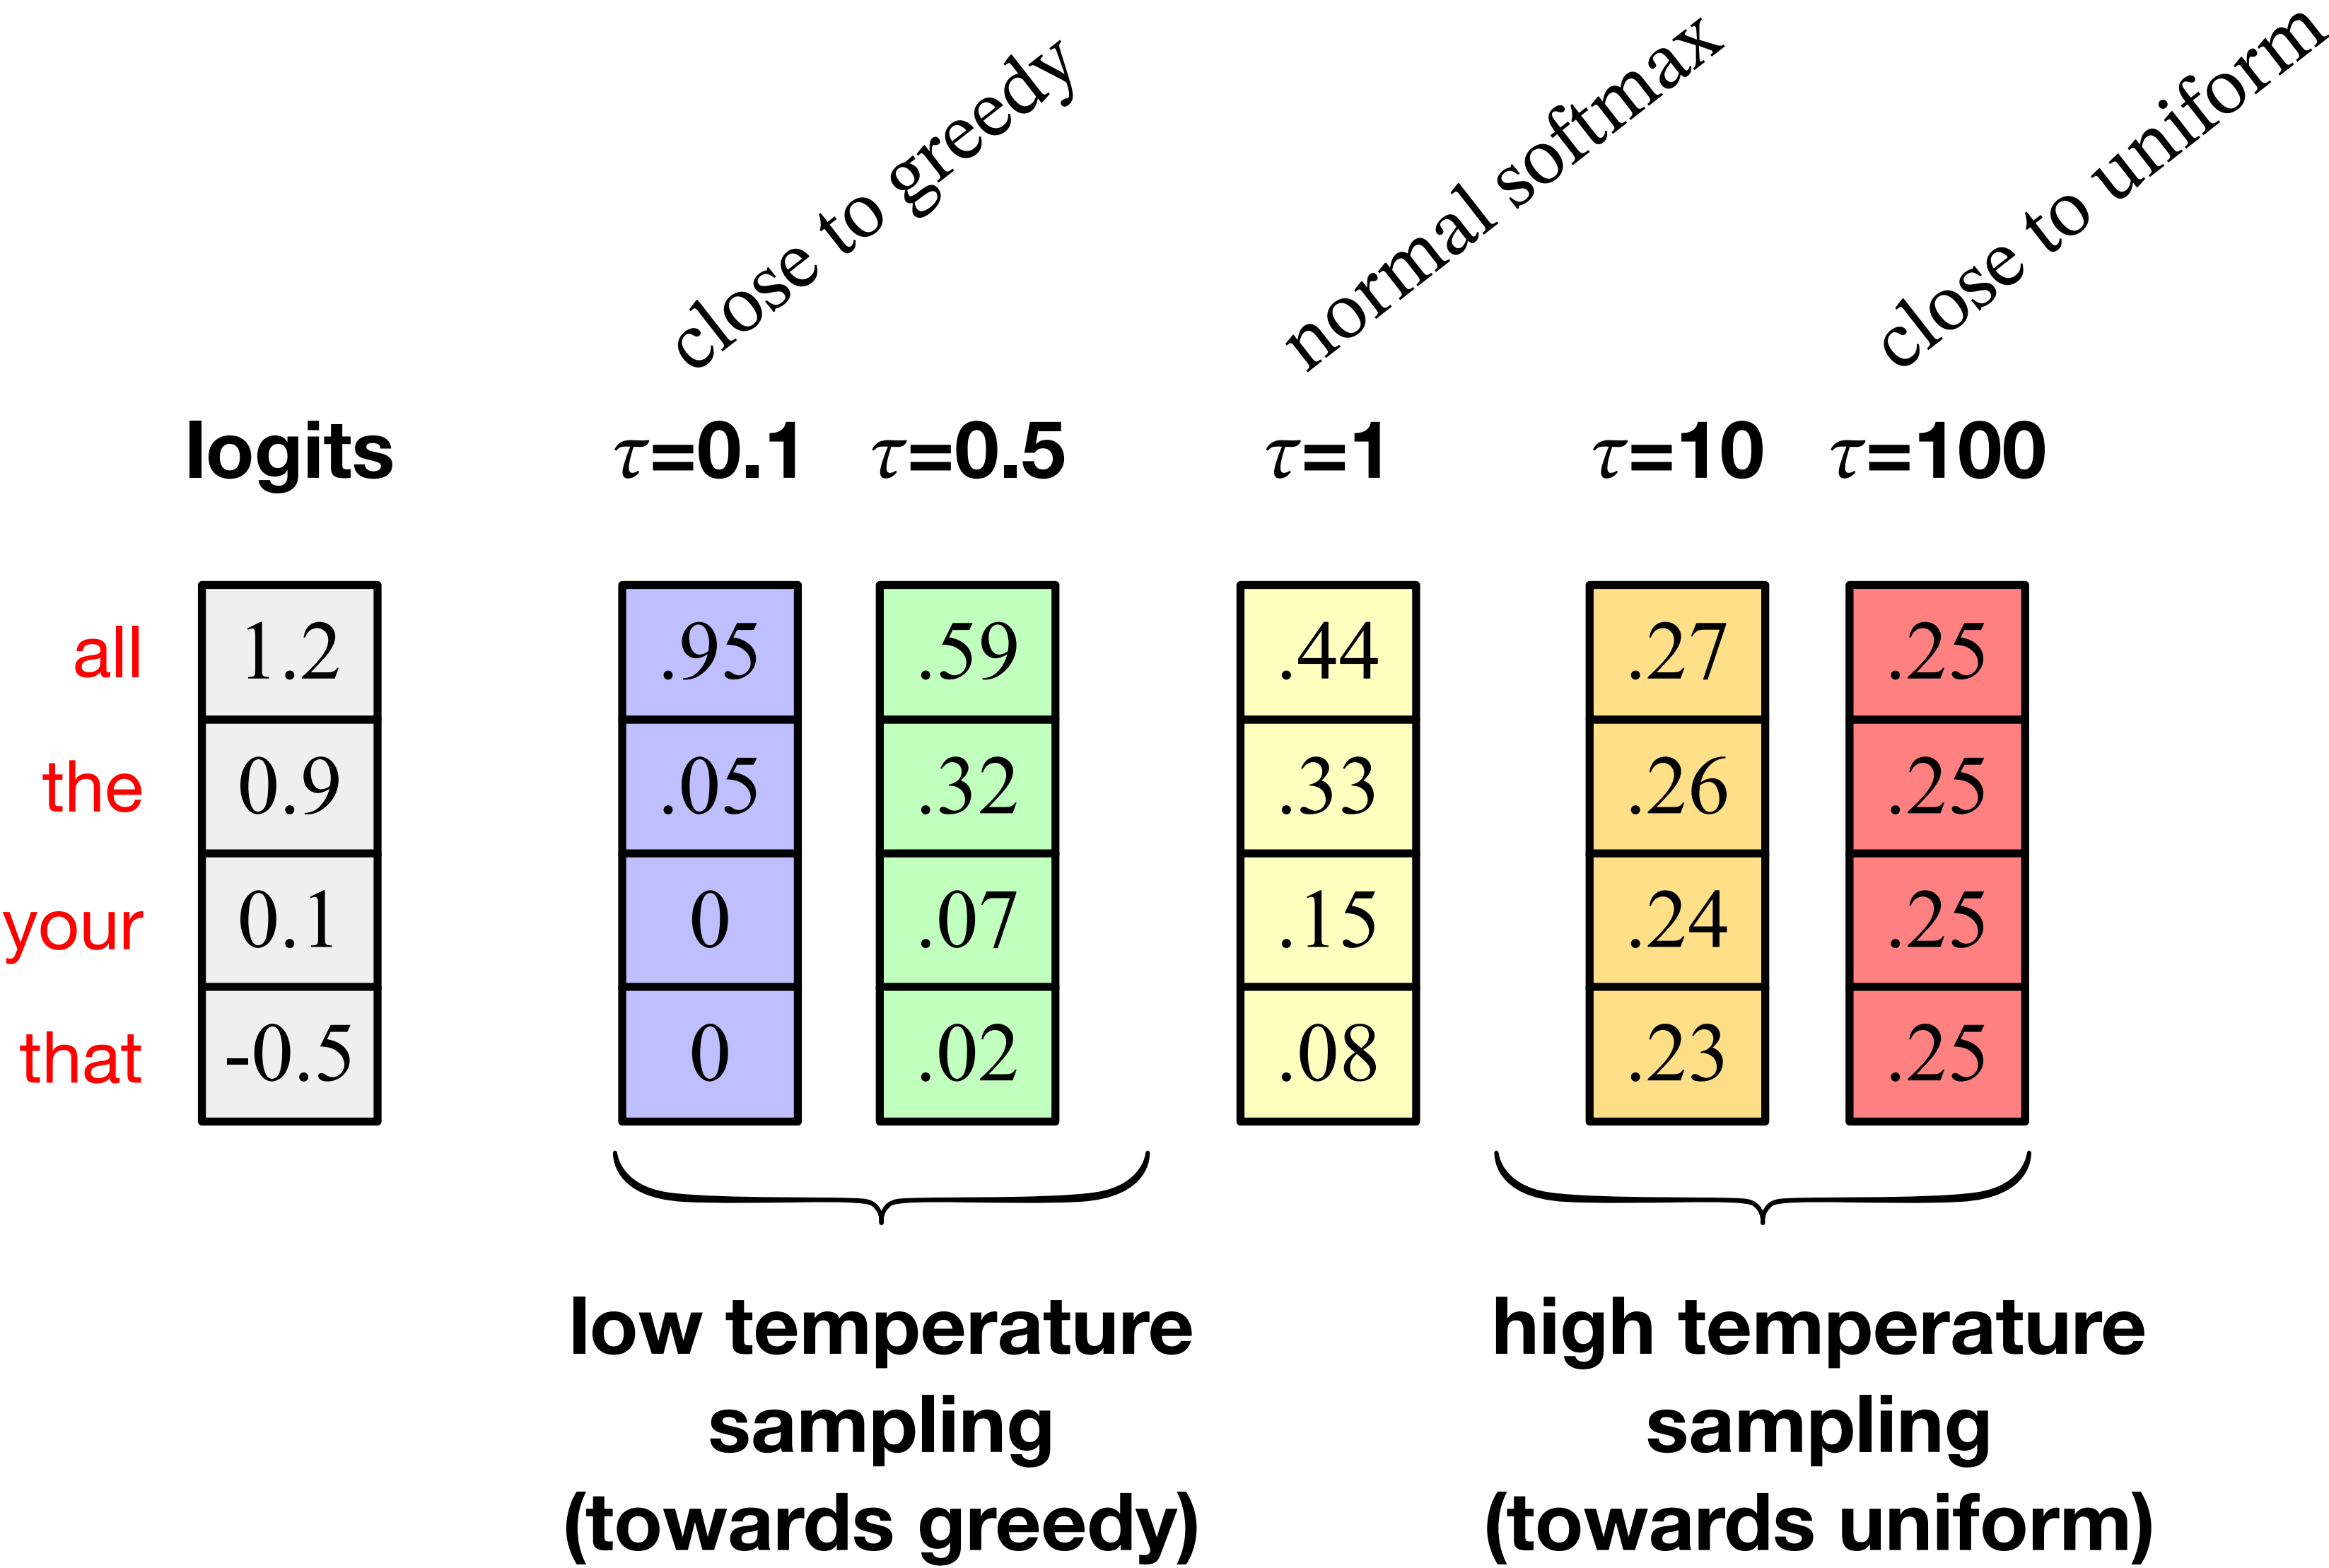 close to greedy
normal softmax
close to uniform
logits τ=0.1 τ=0.5 τ=1 τ=10 τ=100
all 1.2 .95 .59 .44 .27 .25
the 0.9 .05 .32 .33 .26 .25
your 0.1 0 .07 .15 .24 .25
that -0.5 0 .02 .08 .23 .25
low temperature
sampling
(towards greedy)
high temperature
sampling
(towards uniform)